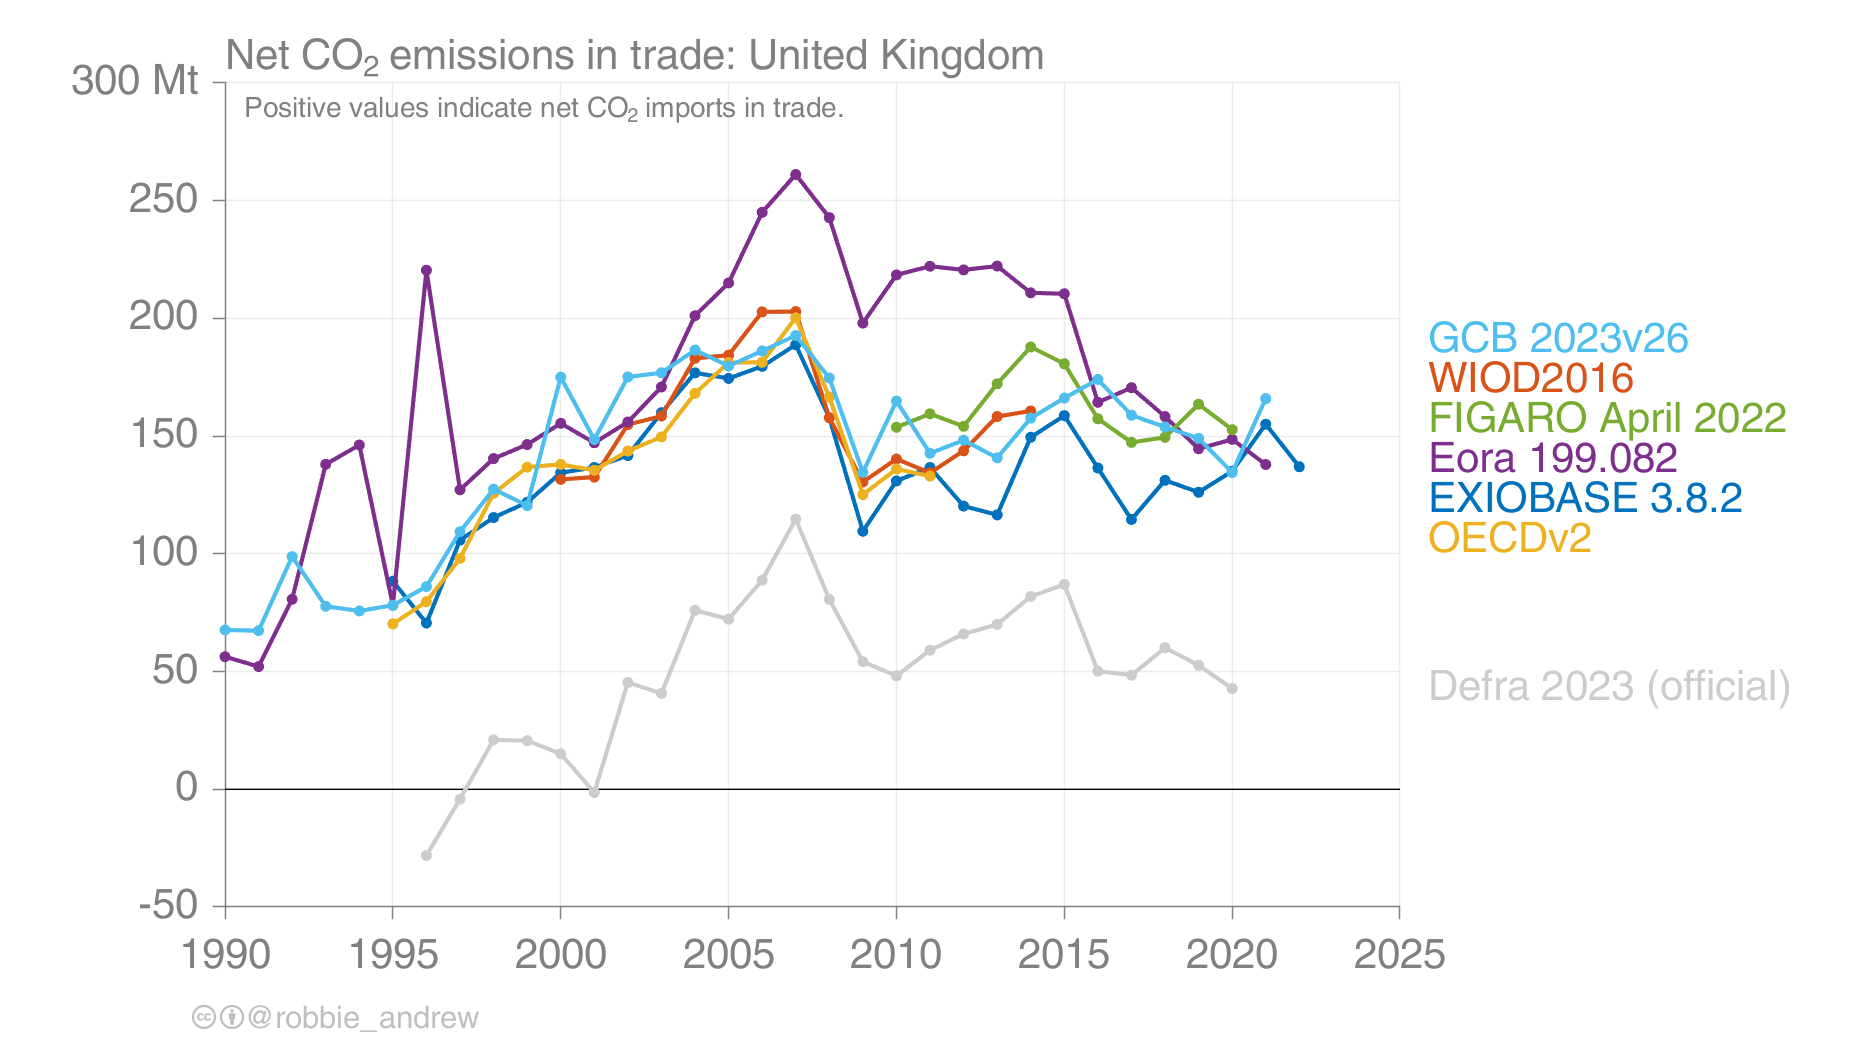 Net CO₂ emissions in trade: United Kingdom
300 Mt
Positive values indicate net CO₂ imports in trade.
250
200
150
100
50
0
-50
1990 1995 2000 2005 2010 2015 2020 2025
GCB 2023v26
WIOD2016
FIGARO April 2022
Eora 199.082
EXIOBASE 3.8.2
OECDv2
Defra 2023 (official)
cc @robbie_andrew